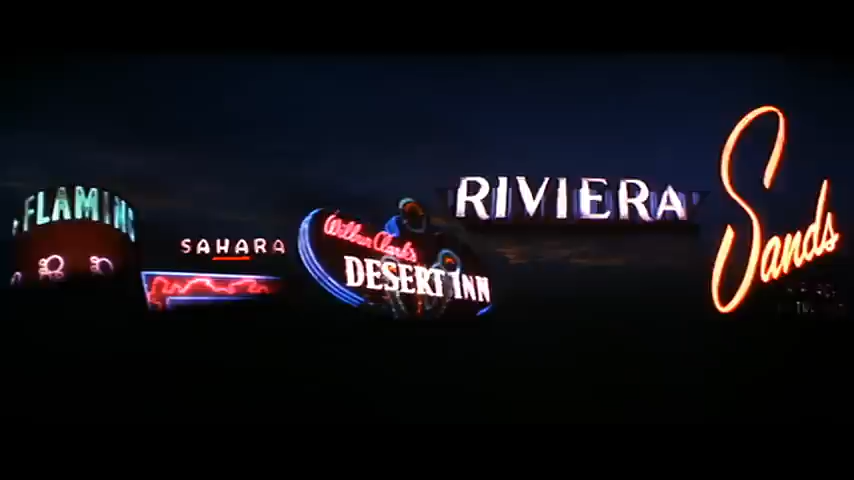 FLAMIN
SAHARA
Wilbur Clark's
DESERT INN
RIVIERA
Sands